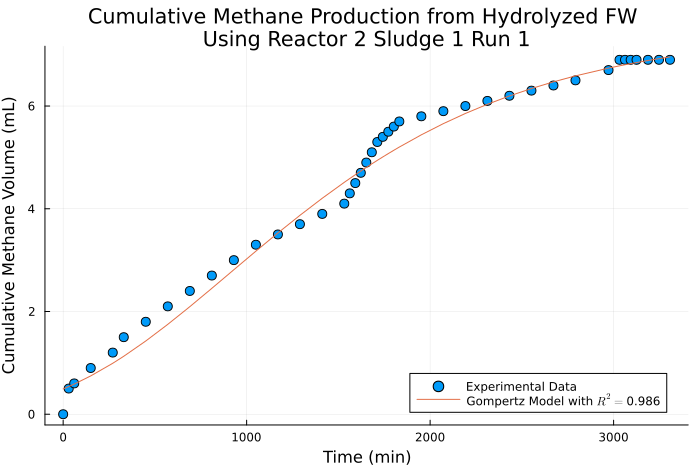 Cumulative Methane Production from Hydrolyzed FW
Using Reactor 2 Sludge 1 Run 1
Cumulative Methane Volume (mL)
6
4
2
0
0 1000 2000 3000
Time (min)
Experimental Data
Gompertz Model with R² = 0.986